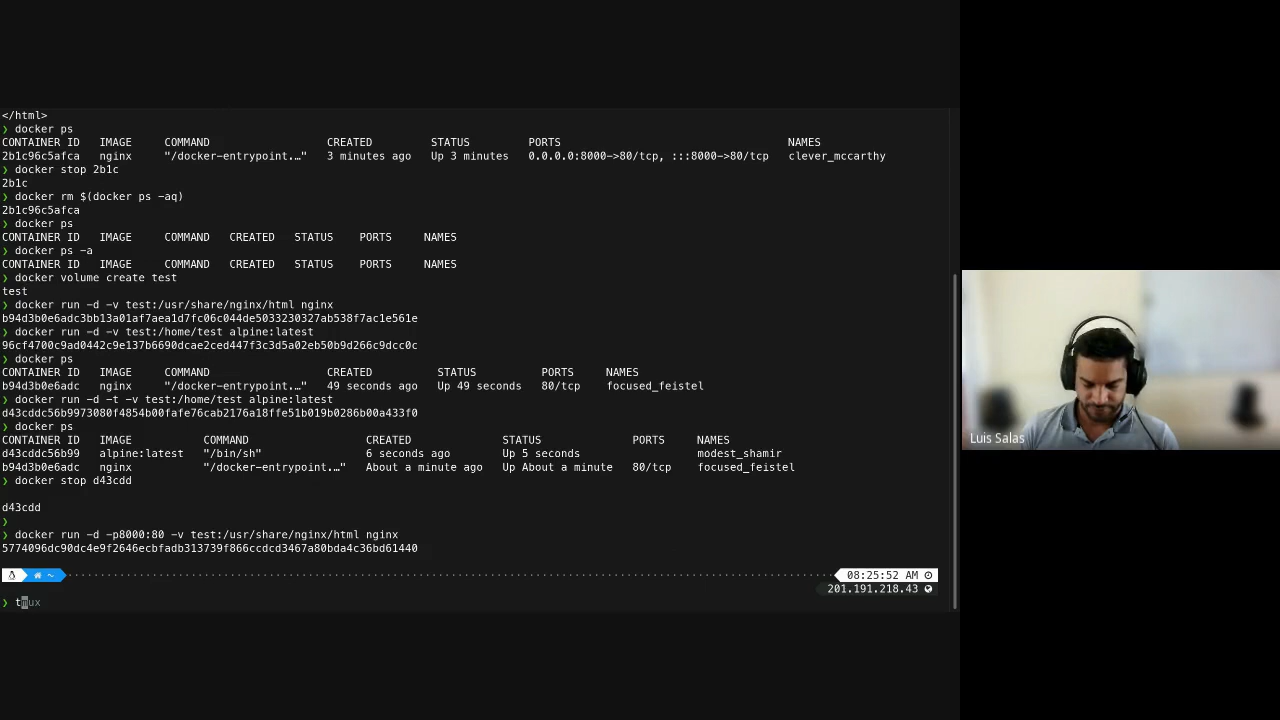 </html>
❯ docker ps
CONTAINER ID   IMAGE     COMMAND                  CREATED         STATUS         PORTS                                   NAMES
2b1c96c5afca   nginx     "/docker-entrypoint.…"   3 minutes ago   Up 3 minutes   0.0.0.0:8000->80/tcp, :::8000->80/tcp   clever_mccarthy
❯ docker stop 2b1c
2b1c
❯ docker rm $(docker ps -aq)
2b1c96c5afca
❯ docker ps
CONTAINER ID   IMAGE     COMMAND   CREATED   STATUS    PORTS     NAMES
❯ docker ps -a
CONTAINER ID   IMAGE     COMMAND   CREATED   STATUS    PORTS     NAMES
❯ docker volume create test
test
❯ docker run -d -v test:/usr/share/nginx/html nginx
b94d3b0e6adc3bb13a01af7aea1d7fc06c044de5033230327ab538f7ac1e561e
❯ docker run -d -v test:/home/test alpine:latest
96cf4700c9ad0442c9e137b6690dcae2ced447f3c3d5a02eb50b9d266c9dcc0c
❯ docker ps
CONTAINER ID   IMAGE     COMMAND                  CREATED          STATUS          PORTS     NAMES
b94d3b0e6adc   nginx     "/docker-entrypoint.…"   49 seconds ago   Up 49 seconds   80/tcp    focused_feistel
❯ docker run -d -t -v test:/home/test alpine:latest
d43cddc56b9973080f4854b00fafe76cab2176a18ffe51b019b0286b00a433f0
❯ docker ps
CONTAINER ID   IMAGE           COMMAND                  CREATED              STATUS              PORTS     NAMES
d43cddc56b99   alpine:latest   "/bin/sh"                6 seconds ago        Up 5 seconds                  modest_shamir
b94d3b0e6adc   nginx           "/docker-entrypoint.…"   About a minute ago   Up About a minute   80/tcp    focused_feistel
❯ docker stop d43cdd
d43cdd
❯
❯ docker run -d -p8000:80 -v test:/usr/share/nginx/html nginx
5774096dc90dc4e9f2646ecbfadb313739f866ccdcd3467a80bda4c36bd61440
~ 08:25:52 AM
201.191.218.43
❯ tmux
Luis Salas